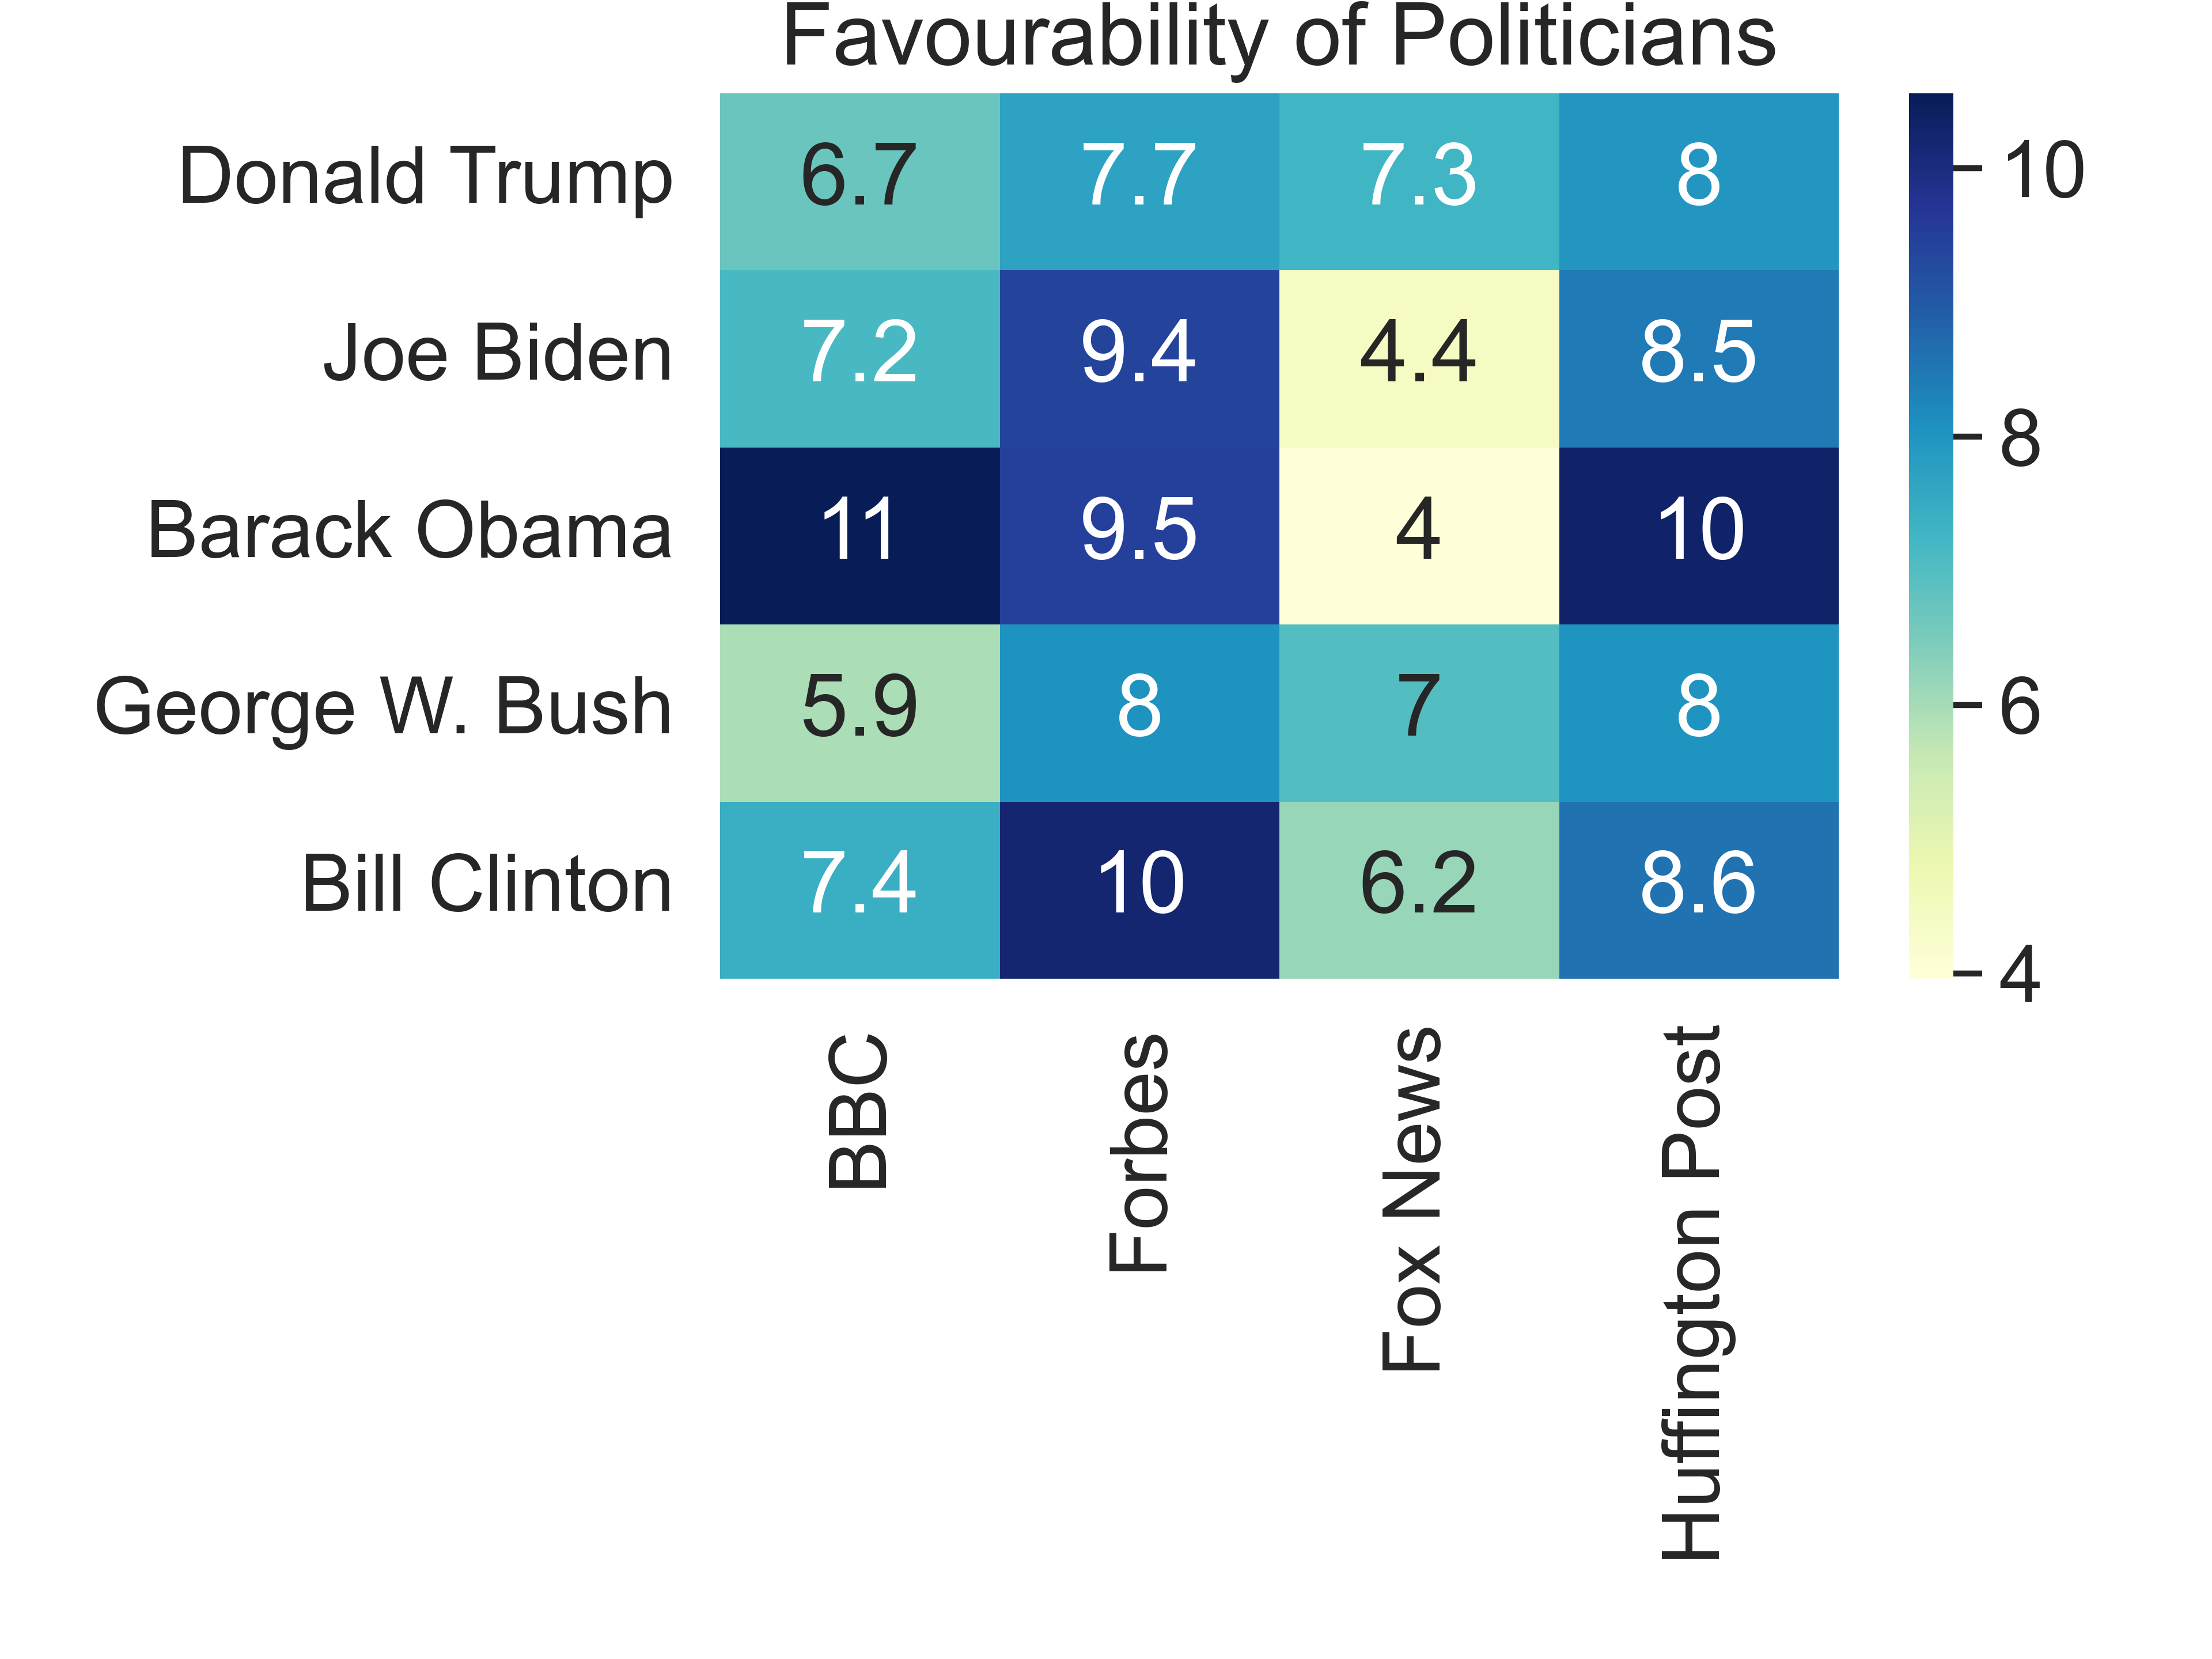 Favourability of Politicians
Donald Trump 6.7 7.7 7.3 8
Joe Biden 7.2 9.4 4.4 8.5
Barack Obama 11 9.5 4 10
George W. Bush 5.9 8 7 8
Bill Clinton 7.4 10 6.2 8.6
BBC
Forbes
Fox News
Huffington Post
10
8
6
4